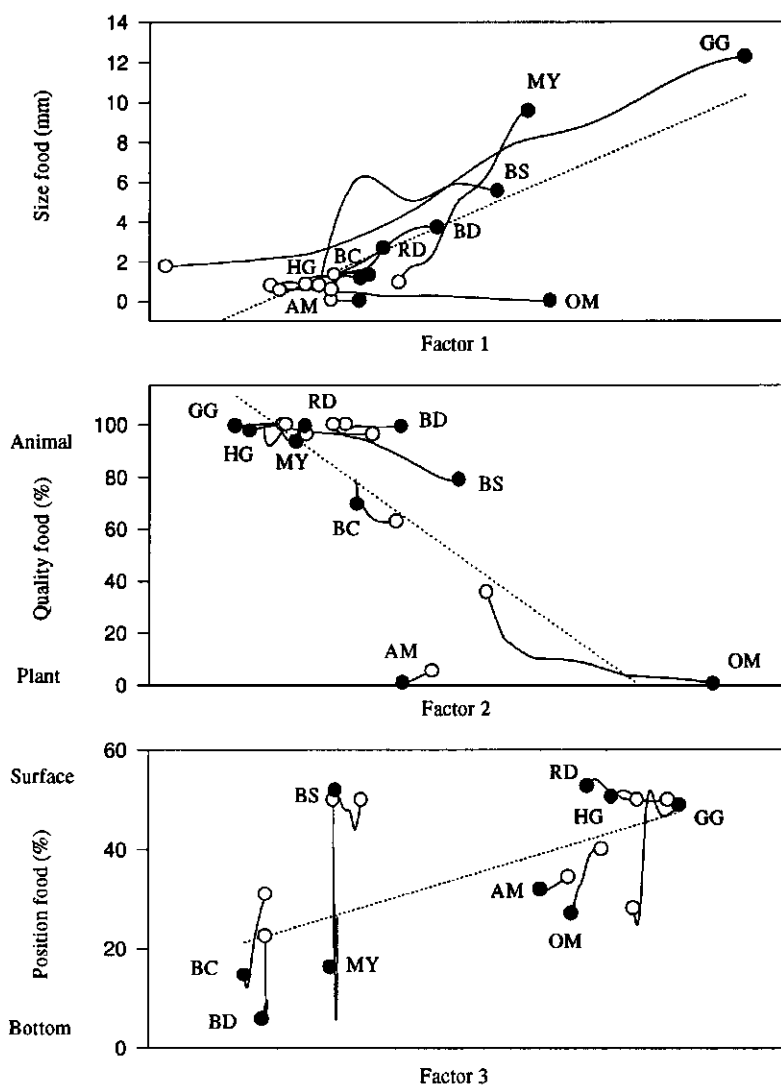 14
12
10
8
6
4
2
0
Size food (mm)
GG
MY
BS
BD
RD
BC
HG
AM
OM
Factor 1
100
80
60
40
20
0
Animal
Quality food (%)
Plant
GG
RD
BD
HG
MY
BS
BC
AM
OM
Factor 2
60
40
20
0
Surface
Position food (%)
Bottom
RD
BS
HG
GG
AM
OM
BC
MY
BD
Factor 3